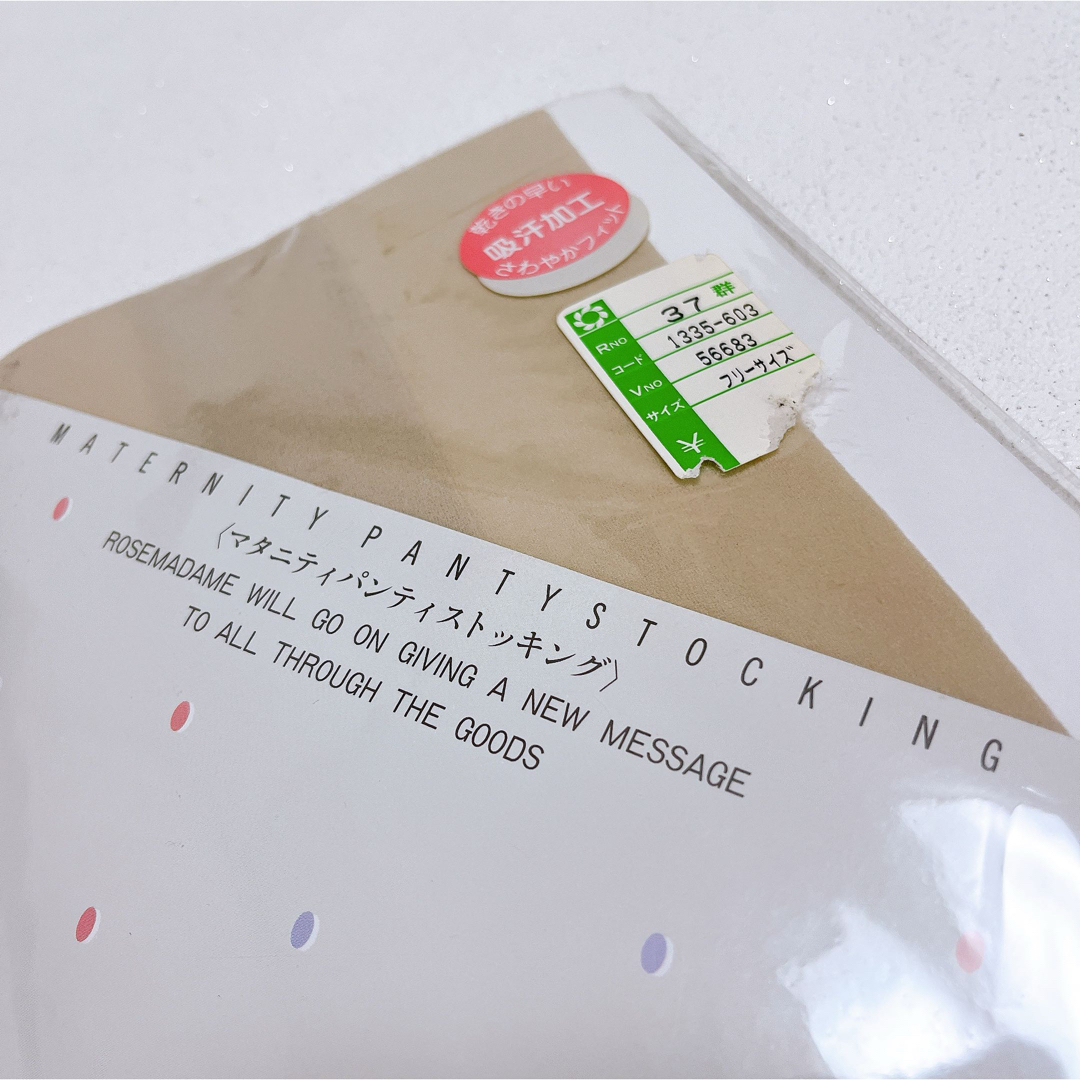 乾きの早い
吸汗加工
さわやかフィット
37 群
RNO 1335-603
コード 56683
VNO フリーサイズ
サイズ
¥
MATERNITY PANTYSTOCKING
〈マタニティパンティストッキング〉
ROSEMADAME WILL GO ON GIVING A NEW MESSAGE
TO ALL THROUGH THE GOODS